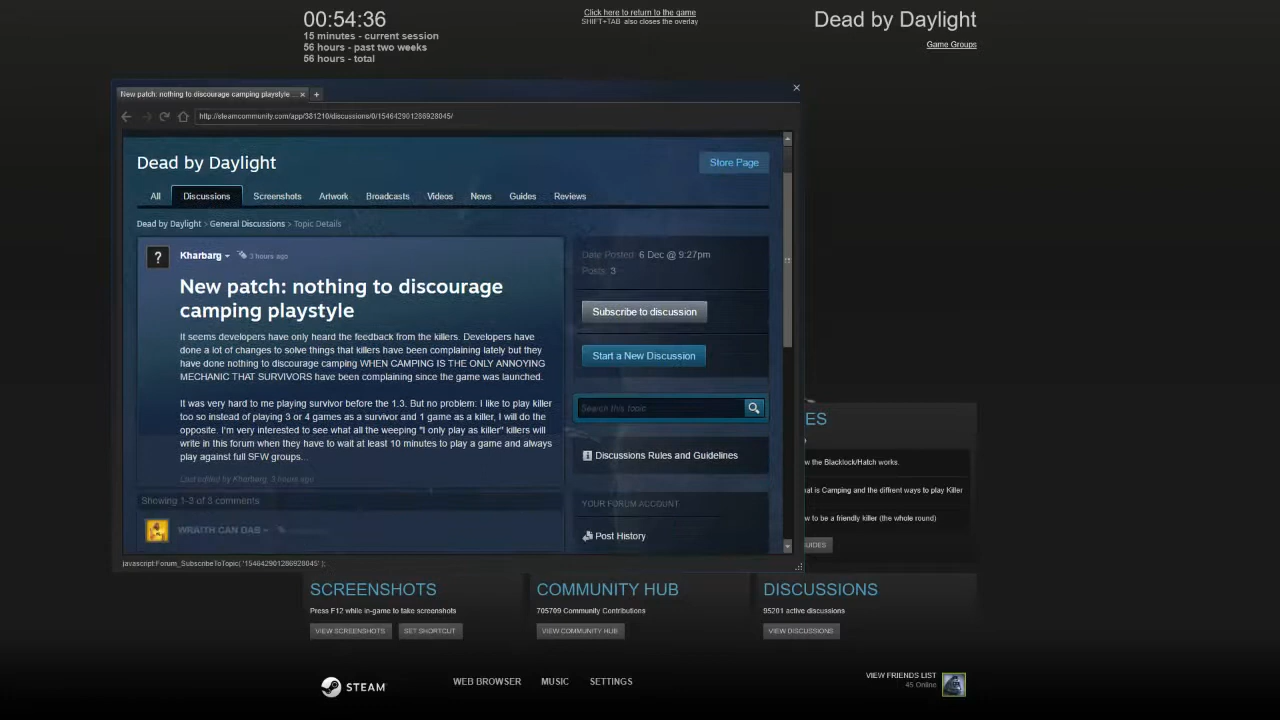 00:54:36
15 minutes - current session
56 hours - past two weeks
56 hours - total
Click here to return to the game
SHIFT+TAB also closes the overlay
Dead by Daylight
Game Groups
New patch: nothing to discourage camping playstyle ...
http://steamcommunity.com/app/381210/discussions/0/154642901286928045/
Dead by Daylight
Store Page
All
Discussions
Screenshots
Artwork
Broadcasts
Videos
News
Guides
Reviews
Dead by Daylight > General Discussions > Topic Details
Kharbarg
3 hours ago
New patch: nothing to discourage
camping playstyle
It seems developers have only heard the feedback from the killers. Developers have
done a lot of changes to solve things that killers have been complaining lately but they
have done nothing to discourage camping WHEN CAMPING IS THE ONLY ANNOYING
MECHANIC THAT SURVIVORS have been complaining since the game was launched.
It was very hard to me playing survivor before the 1.3. But no problem: I like to play killer
too so instead of playing 3 or 4 games as a survivor and 1 game as a killer, I will do the
opposite. I'm very interested to see what all the weeping "I only play as killer" killers will
write in this forum when they have to wait at least 10 minutes to play a game and always
play against full SFW groups...
Last edited by Kharbarg; 3 hours ago
Showing 1-3 of 3 comments
WRAITH CAN DAB
Date Posted: 6 Dec @ 9:27pm
Posts: 3
Subscribe to discussion
Start a New Discussion
Search this topic
Discussions Rules and Guidelines
YOUR FORUM ACCOUNT
Post History
javascript:Forum_SubscribeToTopic( '154642901286928045' );
ES
w the Blacklock/Hatch works.
at is Camping and the diffrent ways to play Killer
w to be a friendly killer (the whole round)
UIDES
SCREENSHOTS
Press F12 while in-game to take screenshots
VIEW SCREENSHOTS
SET SHORTCUT
COMMUNITY HUB
705709 Community Contributions
VIEW COMMUNITY HUB
DISCUSSIONS
95201 active discussions
VIEW DISCUSSIONS
STEAM
WEB BROWSER
MUSIC
SETTINGS
VIEW FRIENDS LIST
45 Online